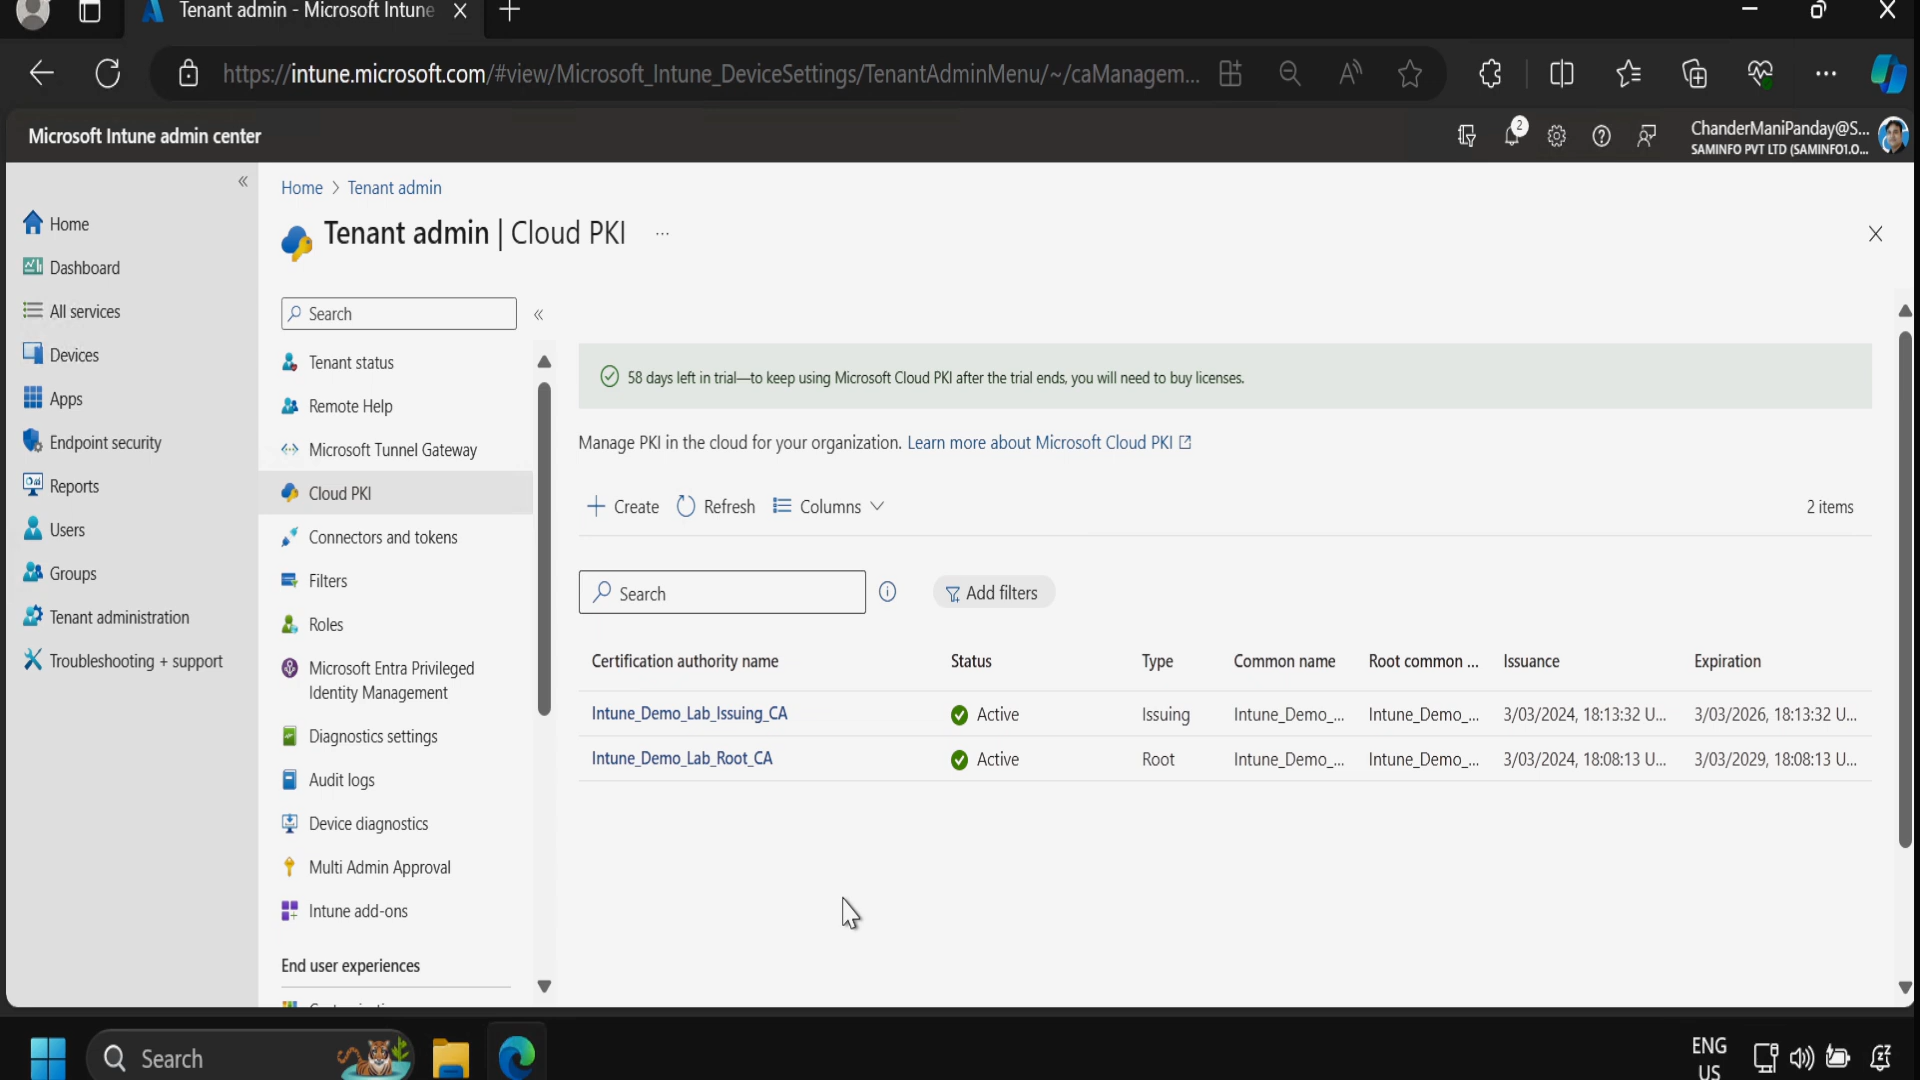 Tenant admin - Microsoft Intune
https://intune.microsoft.com/#view/Microsoft_Intune_DeviceSettings/TenantAdminMenu/~/caManagem...
Microsoft Intune admin center
2
ChanderManiPanday@S...
SAMINFO PVT LTD (SAMINFO1.O...
Home
Dashboard
All services
Devices
Apps
Endpoint security
Reports
Users
Groups
Tenant administration
Troubleshooting + support
Home > Tenant admin
Tenant admin | Cloud PKI ...
Search
Tenant status
Remote Help
Microsoft Tunnel Gateway
Cloud PKI
Connectors and tokens
Filters
Roles
Microsoft Entra Privileged
Identity Management
Diagnostics settings
Audit logs
Device diagnostics
Multi Admin Approval
Intune add-ons
End user experiences
58 days left in trial—to keep using Microsoft Cloud PKI after the trial ends, you will need to buy licenses.
Manage PKI in the cloud for your organization. Learn more about Microsoft Cloud PKI
Create Refresh Columns 2 items
Search Add filters
Certification authority name Status Type Common name Root common ... Issuance Expiration
Intune_Demo_Lab_Issuing_CA Active Issuing Intune_Demo_... Intune_Demo_... 3/03/2024, 18:13:32 U... 3/03/2026, 18:13:32 U...
Intune_Demo_Lab_Root_CA Active Root Intune_Demo_... Intune_Demo_... 3/03/2024, 18:08:13 U... 3/03/2029, 18:08:13 U...
Search
ENG
US